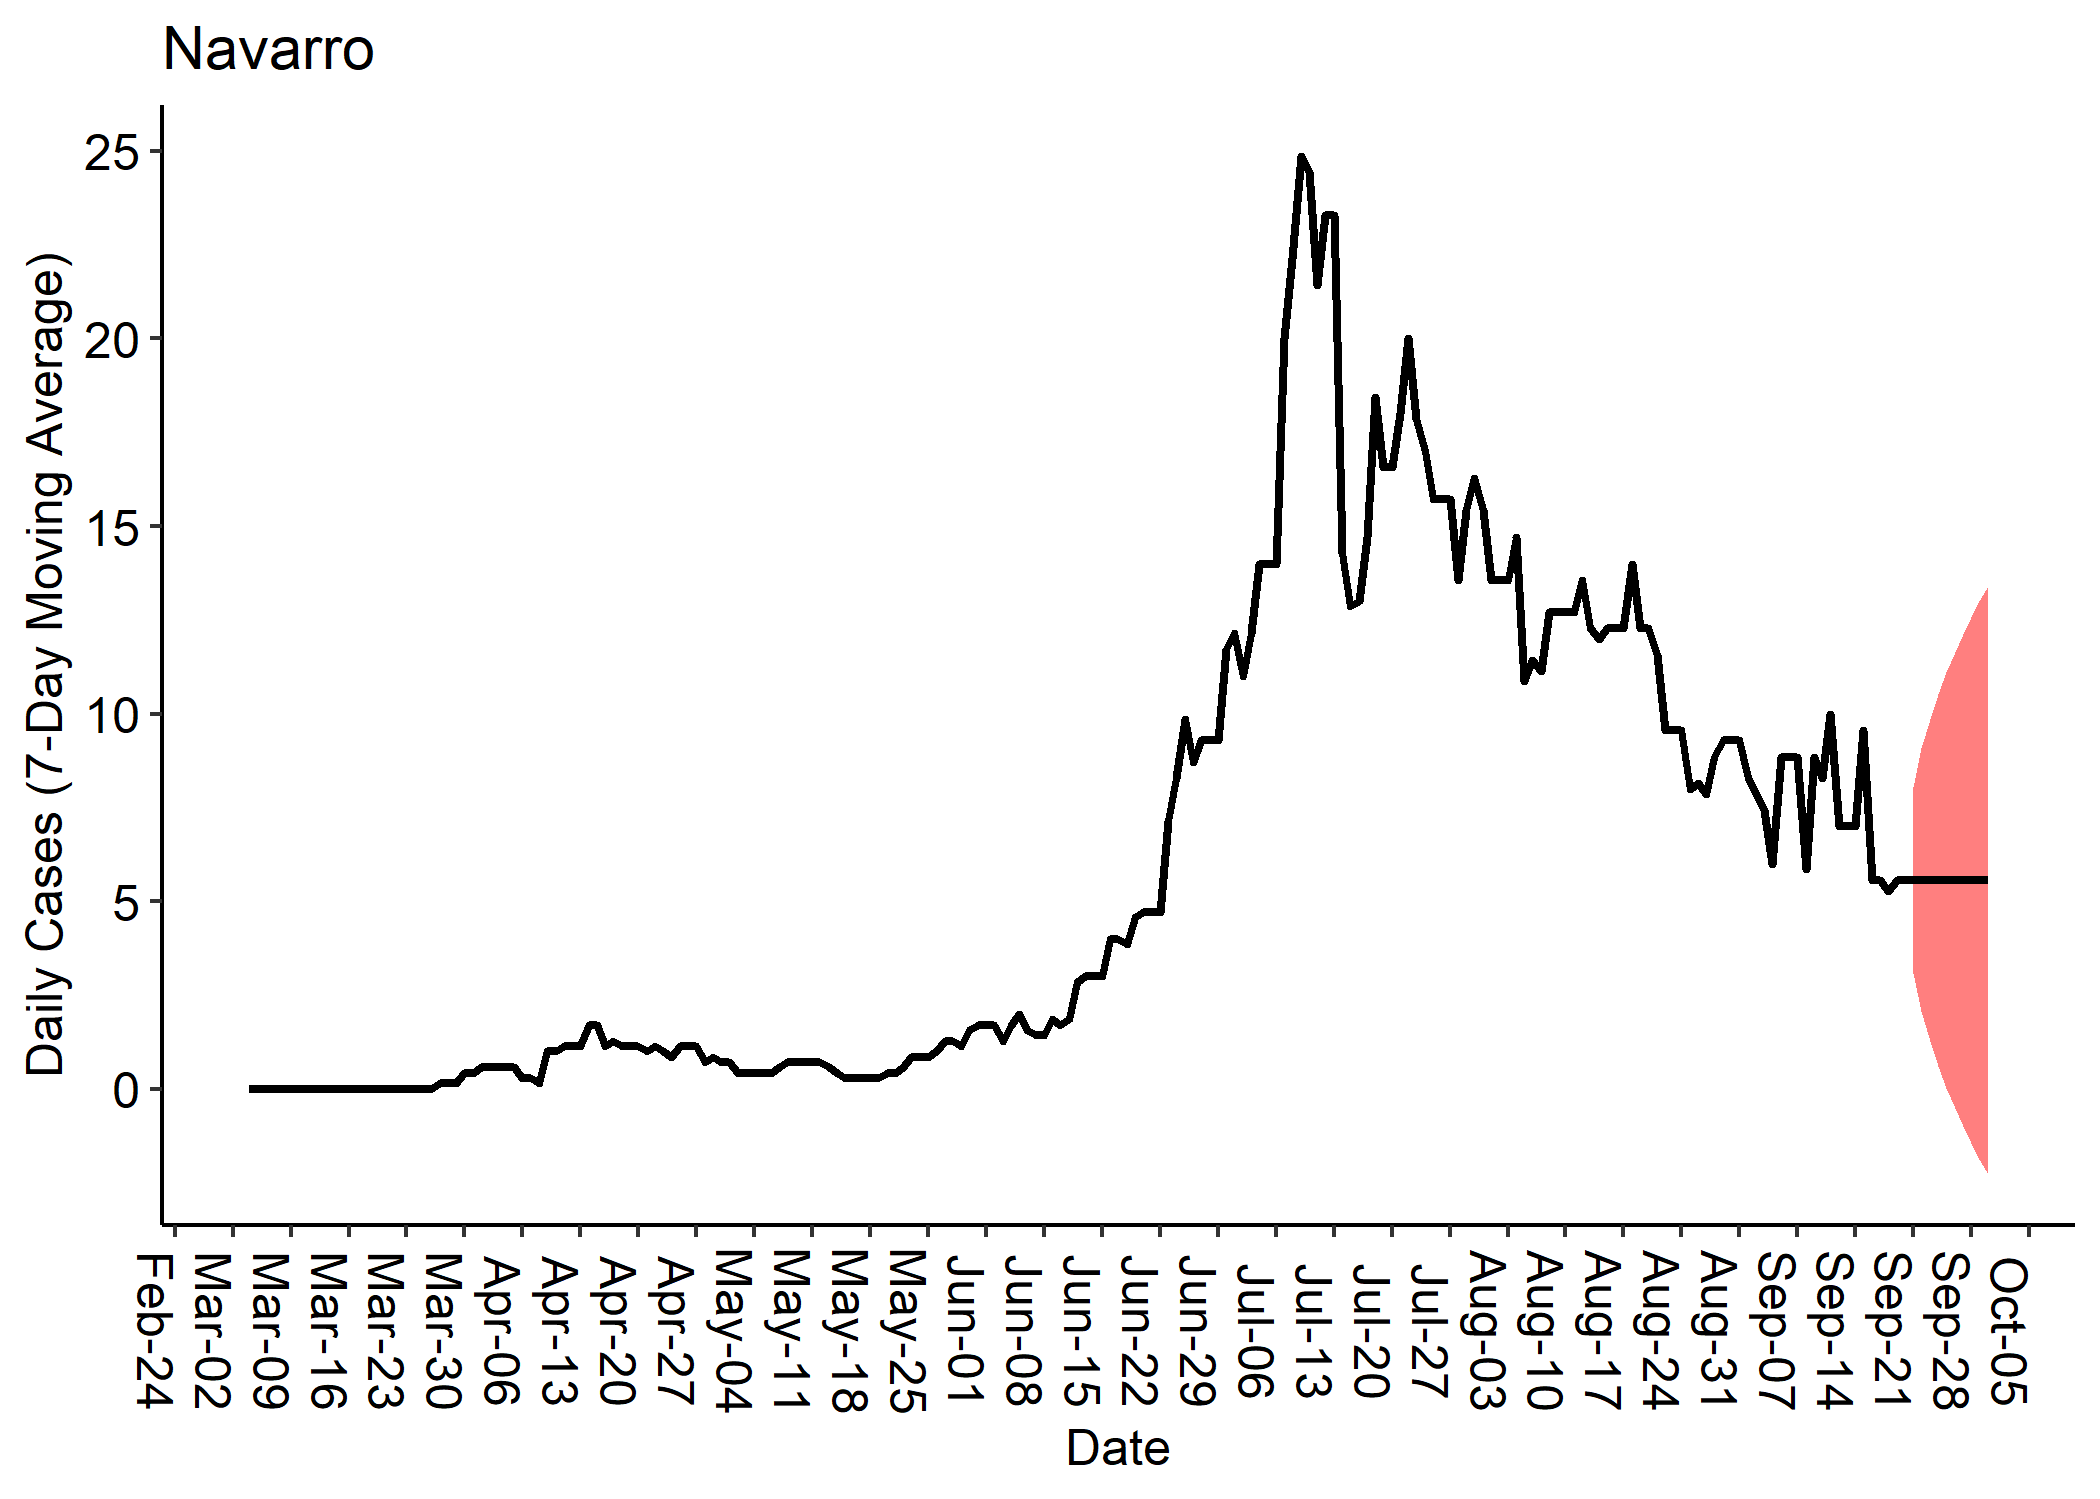 Navarro
Daily Cases (7-Day Moving Average)
25
20
15
10
5
0
Feb-24
Mar-02
Mar-09
Mar-16
Mar-23
Mar-30
Apr-06
Apr-13
Apr-20
Apr-27
May-04
May-11
May-18
May-25
Jun-01
Jun-08
Jun-15
Jun-22
Jun-29
Jul-06
Jul-13
Jul-20
Jul-27
Aug-03
Aug-10
Aug-17
Aug-24
Aug-31
Sep-07
Sep-14
Sep-21
Sep-28
Oct-05
Date